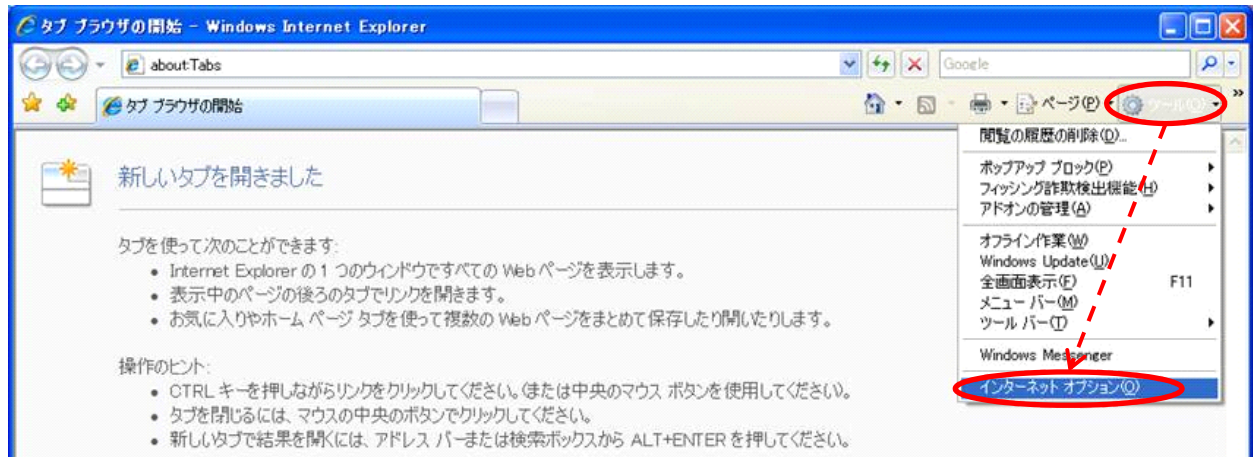 タブ ブラウザの開始 - Windows Internet Explorer
about:Tabs
Google
タブ ブラウザの開始
ページ(P)
ツール(O)
»
新しいタブを開きました
タブを使って次のことができます:
• Internet Explorer の 1 つのウィンドウですべての Web ページを表示します。
• 表示中のページの後ろのタブでリンクを開きます。
• お気に入りやホーム ページ タブを使って複数の Web ページをまとめて保存したり開いたりします。
操作のヒント:
• CTRL キーを押しながらリンクをクリックしてください。(または中央のマウス ボタンを使用してください)。
• タブを閉じるには、マウスの中央のボタンでクリックしてください。
• 新しいタブで結果を開くには、アドレス バーまたは検索ボックスから ALT+ENTER を押してください。
閲覧の履歴の削除(D)...
ポップアップ ブロック(P)
フィッシング詐欺検出機能(H)
アドオンの管理(A)
オフライン作業(W)
Windows Update(U)
全画面表示(F) F11
メニュー バー(M)
ツール バー(T)
Windows Messenger
インターネット オプション(O)